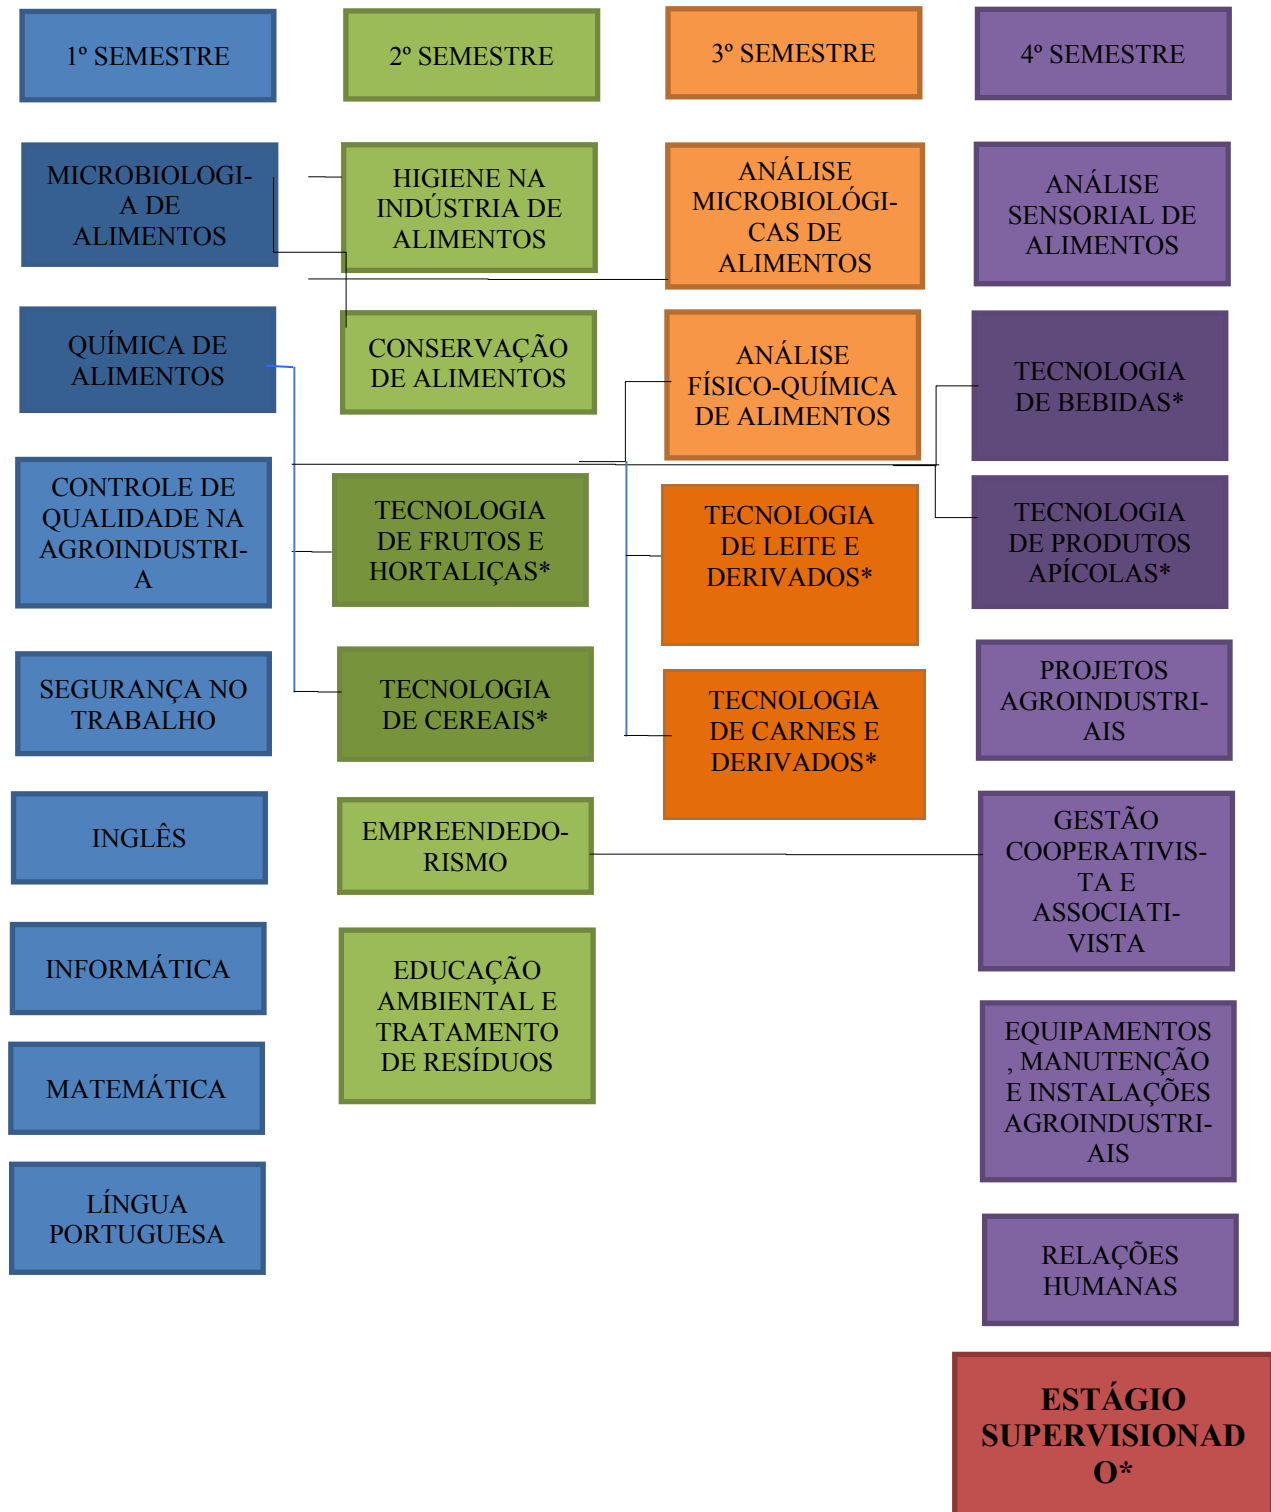 1º SEMESTRE
MICROBIOLOGI-
A DE
ALIMENTOS
QUÍMICA DE
ALIMENTOS
CONTROLE DE
QUALIDADE NA
AGROINDUSTRI-
A
SEGURANÇA NO
TRABALHO
INGLÊS
INFORMÁTICA
MATEMÁTICA
LÍNGUA
PORTUGUESA
2º SEMESTRE
HIGIENE NA
INDÚSTRIA DE
ALIMENTOS
CONSERVAÇÃO
DE ALIMENTOS
TECNOLOGIA
DE FRUTOS E
HORTALIÇAS*
TECNOLOGIA
DE CEREAIS*
EMPREENDEDO-
RISMO
EDUCAÇÃO
AMBIENTAL E
TRATAMENTO
DE RESÍDUOS
3º SEMESTRE
ANÁLISE
MICROBIOLÓGI-
CAS DE
ALIMENTOS
ANÁLISE
FÍSICO-QUÍMICA
DE ALIMENTOS
TECNOLOGIA
DE LEITE E
DERIVADOS*
TECNOLOGIA
DE CARNES E
DERIVADOS*
4º SEMESTRE
ANÁLISE
SENSORIAL DE
ALIMENTOS
TECNOLOGIA
DE BEBIDAS*
TECNOLOGIA
DE PRODUTOS
APÍCOLAS*
PROJETOS
AGROINDUSTRI-
AIS
GESTÃO
COOPERATIVIS-
TA E
ASSOCIATI-
VISTA
EQUIPAMENTOS
, MANUTENÇÃO
E INSTALAÇÕES
AGROINDUSTRI-
AIS
RELAÇÕES
HUMANAS
ESTÁGIO
SUPERVISIONAD
O*